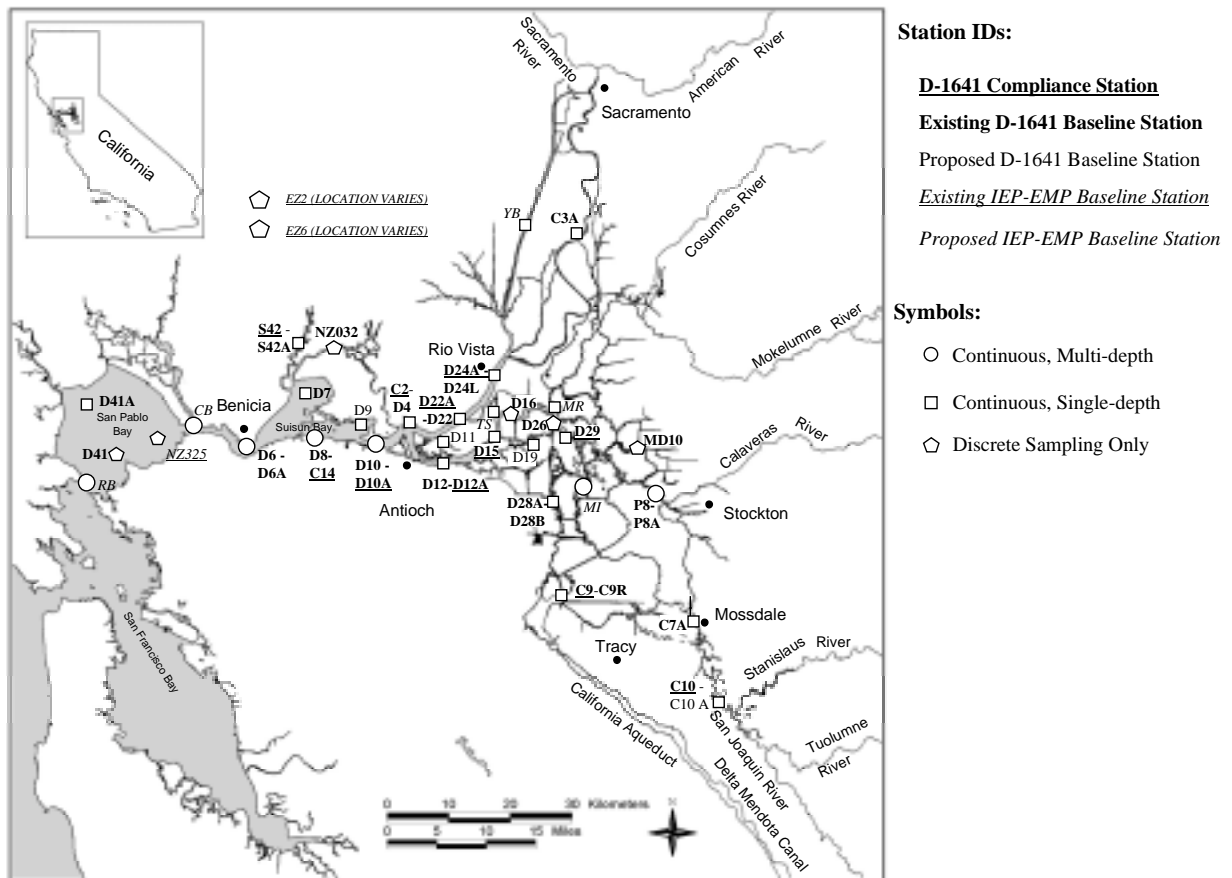 Sacramento
River
American River
Sacramento
California
Cosumnes River
EZ2 (LOCATION VARIES)
EZ6 (LOCATION VARIES)
YB
C3A
Mokelumne River
S42 -
S42A
NZ032
Rio Vista
D24A-
D24L
D41A
San Pablo
Bay
CB
Benicia
D7
Suisun Bay
D9
C2-
D4
D22A
-D22
D16
TS
MR
D26
D11
D15
D19
D29
MD10
Calaveras
River
D41
NZ325
RB
D6 -
D6A
D8-
C14
D10 -
D10A
D12-D12A
Antioch
D28A-
D28B
MI
P8-
P8A
Stockton
San Francisco Bay
C9-C9R
C7A
Mossdale
Tracy
Stanislaus River
C10 -
C10 A
California Aqueduct
San Joaquin River
Tuolumne
River
Delta Mendota Canal
0 10 20 30 Kilometers
0 5 10 15 Miles
N
Station IDs:
D-1641 Compliance Station
Existing D-1641 Baseline Station
Proposed D-1641 Baseline Station
Existing IEP-EMP Baseline Station
Proposed IEP-EMP Baseline Station
Symbols:
Continuous, Multi-depth
Continuous, Single-depth
Discrete Sampling Only